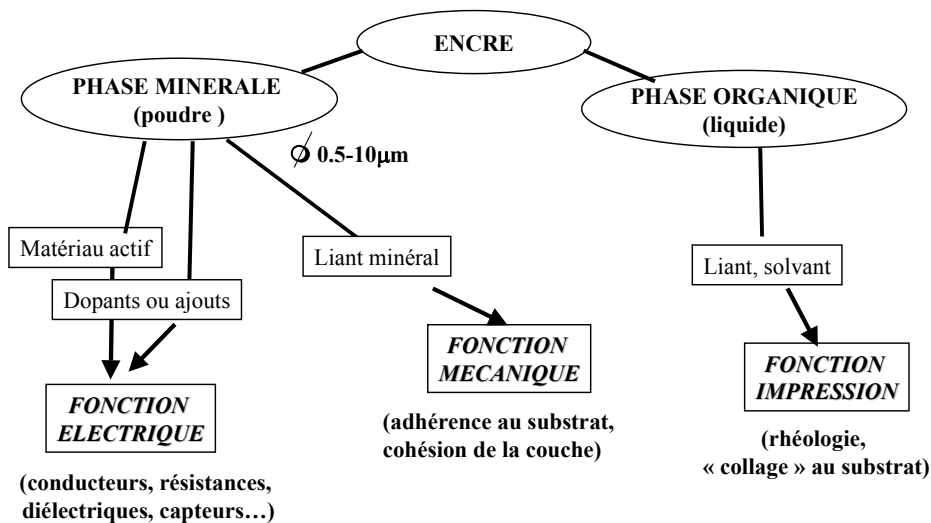 ENCRE
PHASE MINERALE
(poudre )
PHASE ORGANIQUE
(liquide)
Ø 0.5-10µm
Matériau actif
Liant minéral
Liant, solvant
Dopants ou ajouts
FONCTION
MECANIQUE
FONCTION
IMPRESSION
FONCTION
ELECTRIQUE
(adhérence au substrat,
cohésion de la couche)
(rhéologie,
« collage » au substrat)
(conducteurs, résistances,
diélectriques, capteurs…)